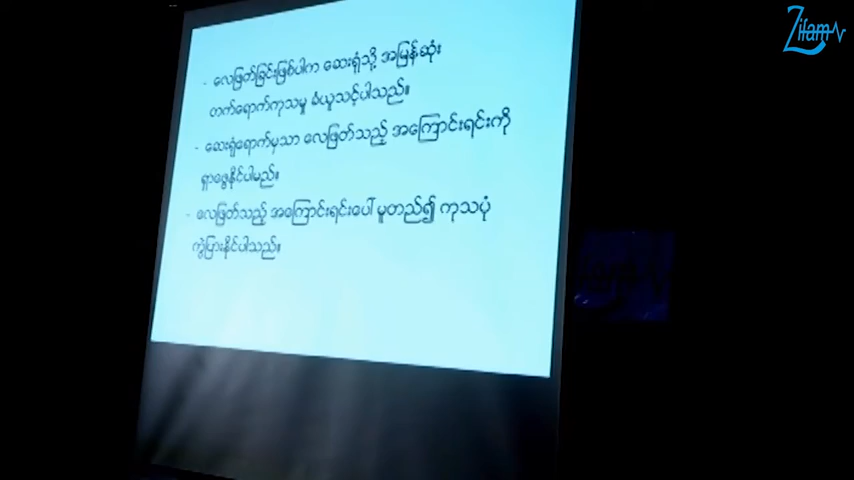 Zifam
- လေဖြတ်ခြင်းဖြစ်ပါက ဆေးရုံသို့ အမြန်ဆုံး
တက်ရောက်ကုသမှု ခံယူသင့်ပါသည်။
- ဆေးရုံရောက်မှသာ လေဖြတ်သည့် အကြောင်းရင်းကို
ရှာဖွေနိုင်ပါမည်။
- လေဖြတ်သည့် အကြောင်းရင်းပေါ် မူတည်၍ ကုသပုံ
ကွဲပြားနိုင်ပါသည်။